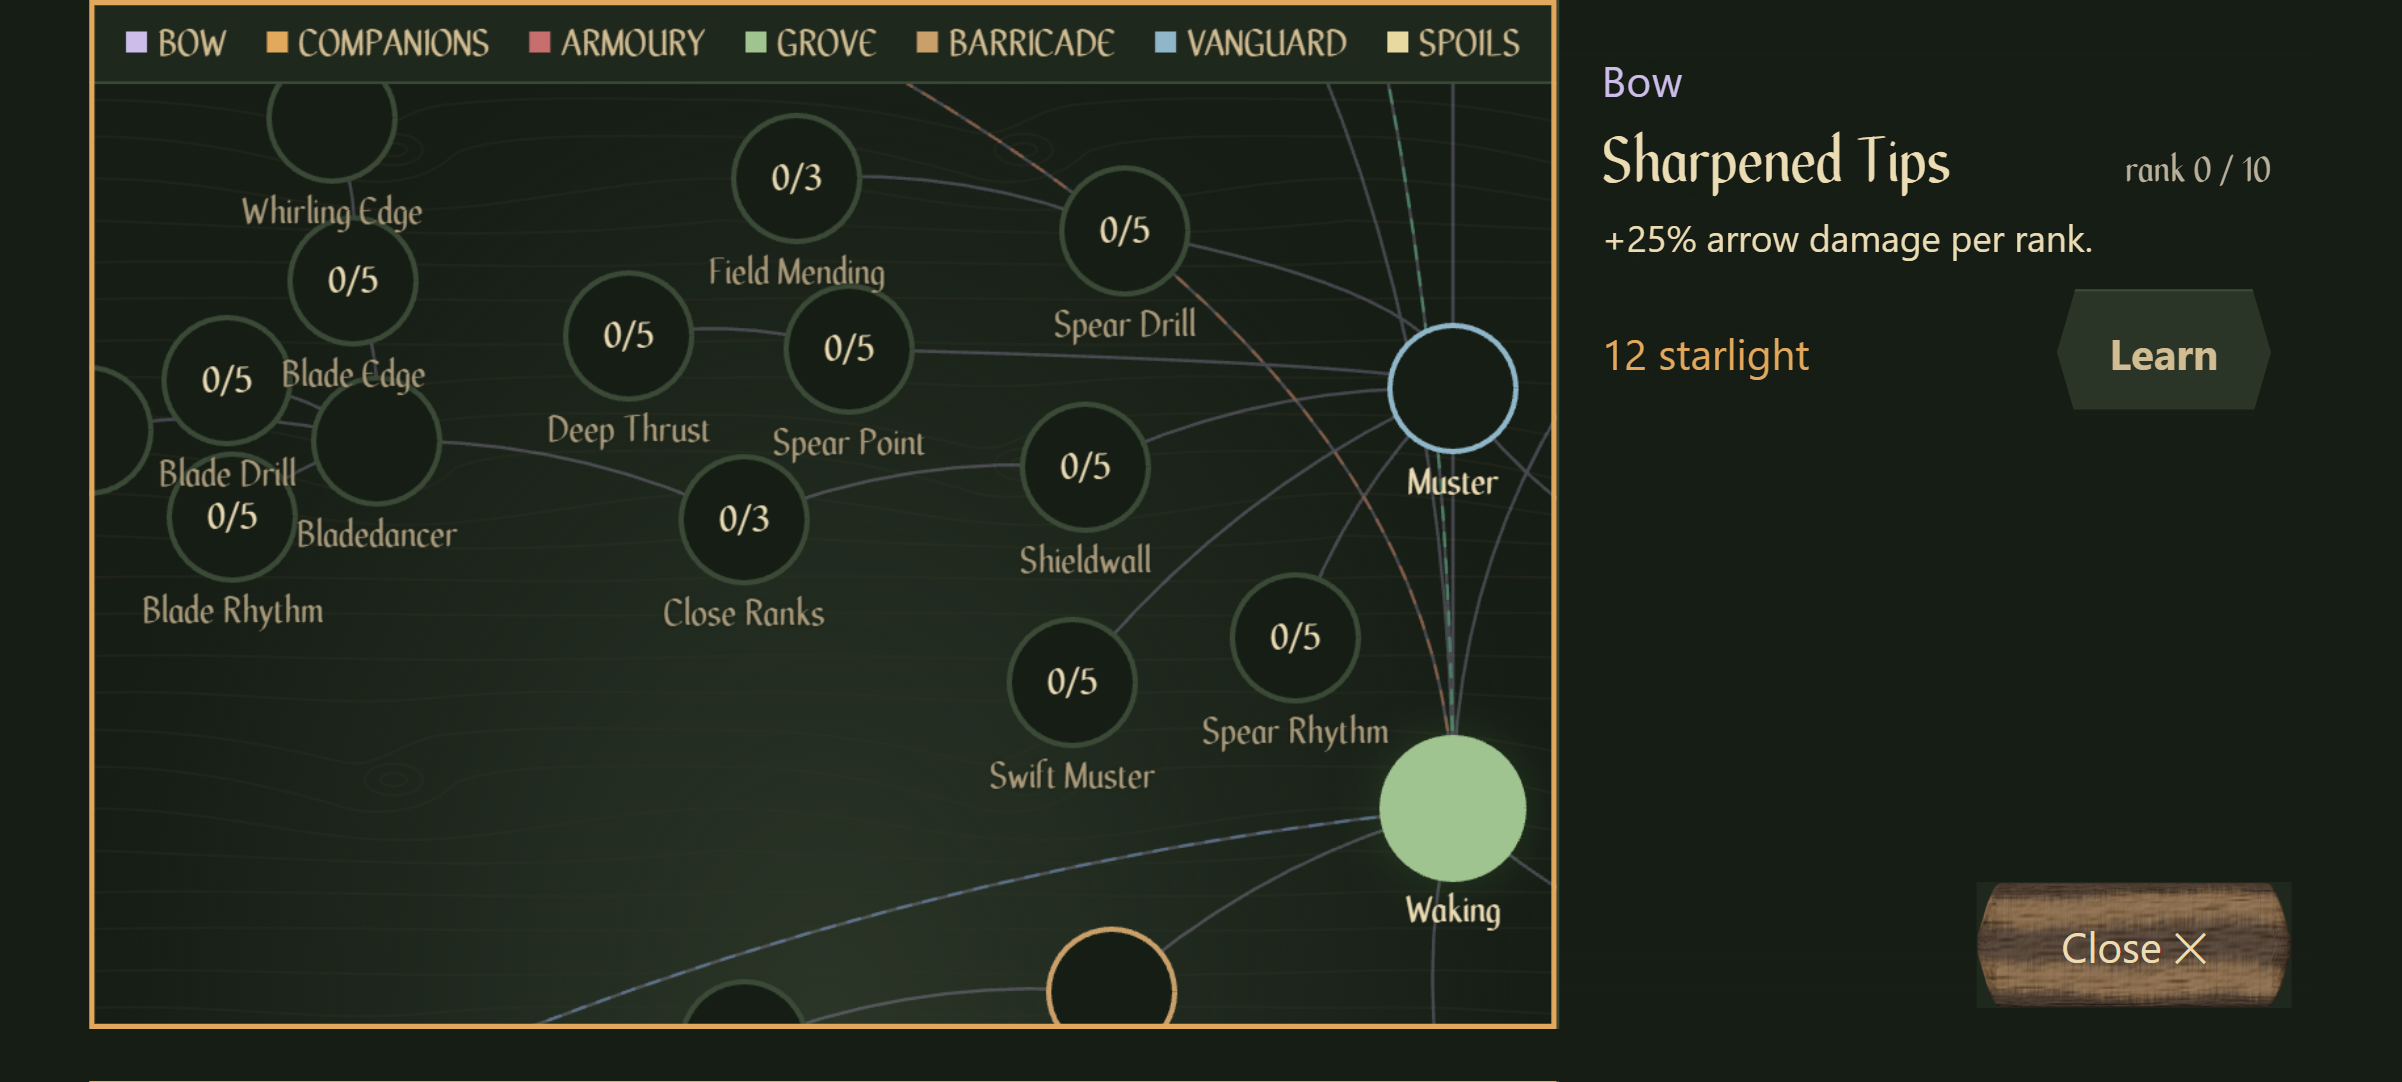 BOW COMPANIONS ARMOURY GROVE BARRICADE VANGUARD SPOILS
Whirling Edge
0/5
Blade Edge
0/5
Blade Drill
0/5
Blade Rhythm
Bladedancer
0/3
Field Mending
0/5
Deep Thrust
0/5
Spear Point
0/5
Spear Drill
0/3
Close Ranks
0/5
Shieldwall
Muster
0/5
Swift Muster
0/5
Spear Rhythm
Waking
Bow
Sharpened Tips
rank 0 / 10
+25% arrow damage per rank.
12 starlight
Learn
Close ×